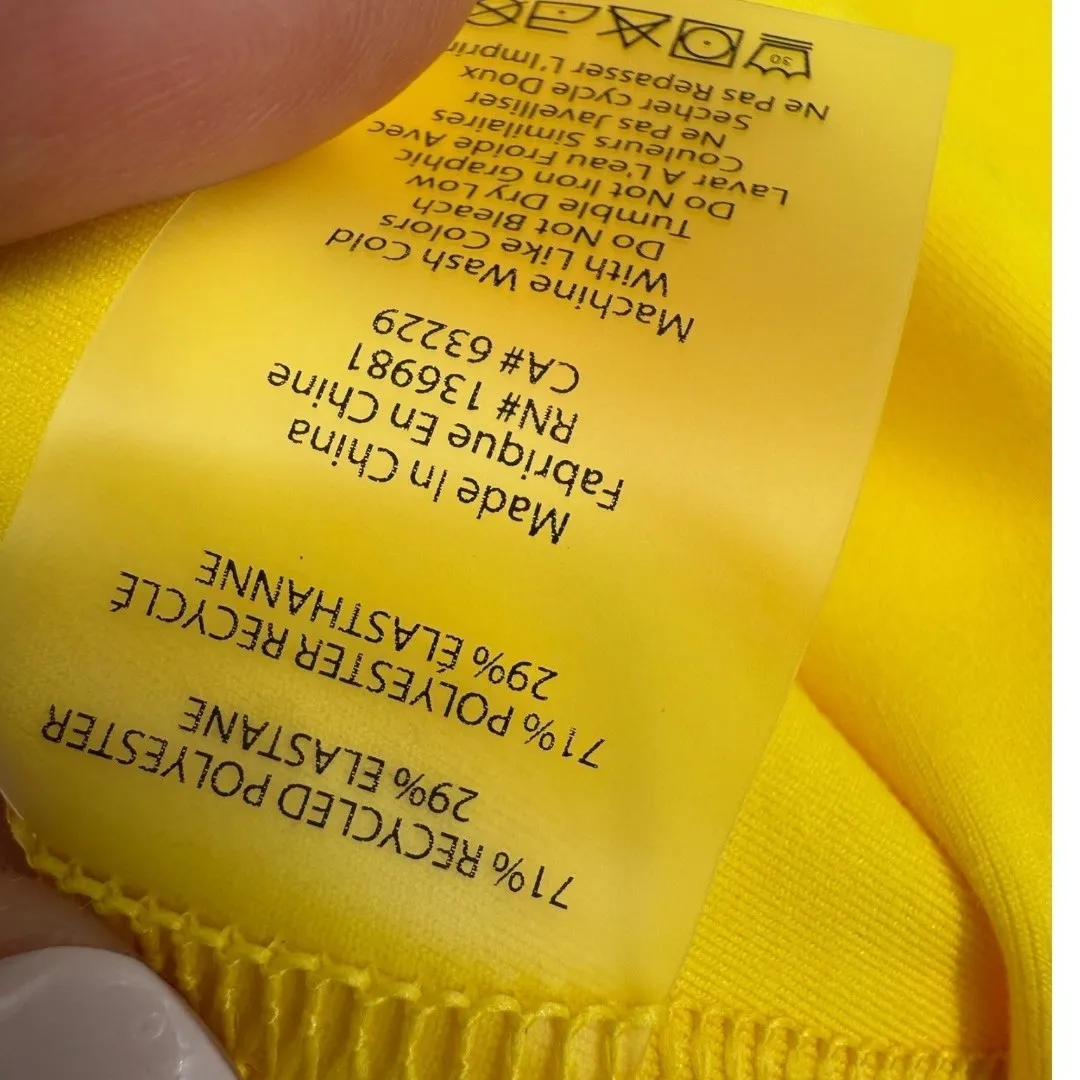 71% RECYCLED POLYESTER
29% ELASTANE
71% POLYESTER RECYCLÉ
29% ÉLASTHANNE
Made In China
Fabrique En Chine
RN# 136981
CA# 63229
Machine Wash Cold
With Like Colors
Do Not Bleach
Tumble Dry Low
Do Not Iron Graphic
Lavar A L'eau Froide Avec
Couleurs Similaires
Ne Pas Javelliser
Secher cycle Doux
Ne Pas Repasser L'Imprim
30